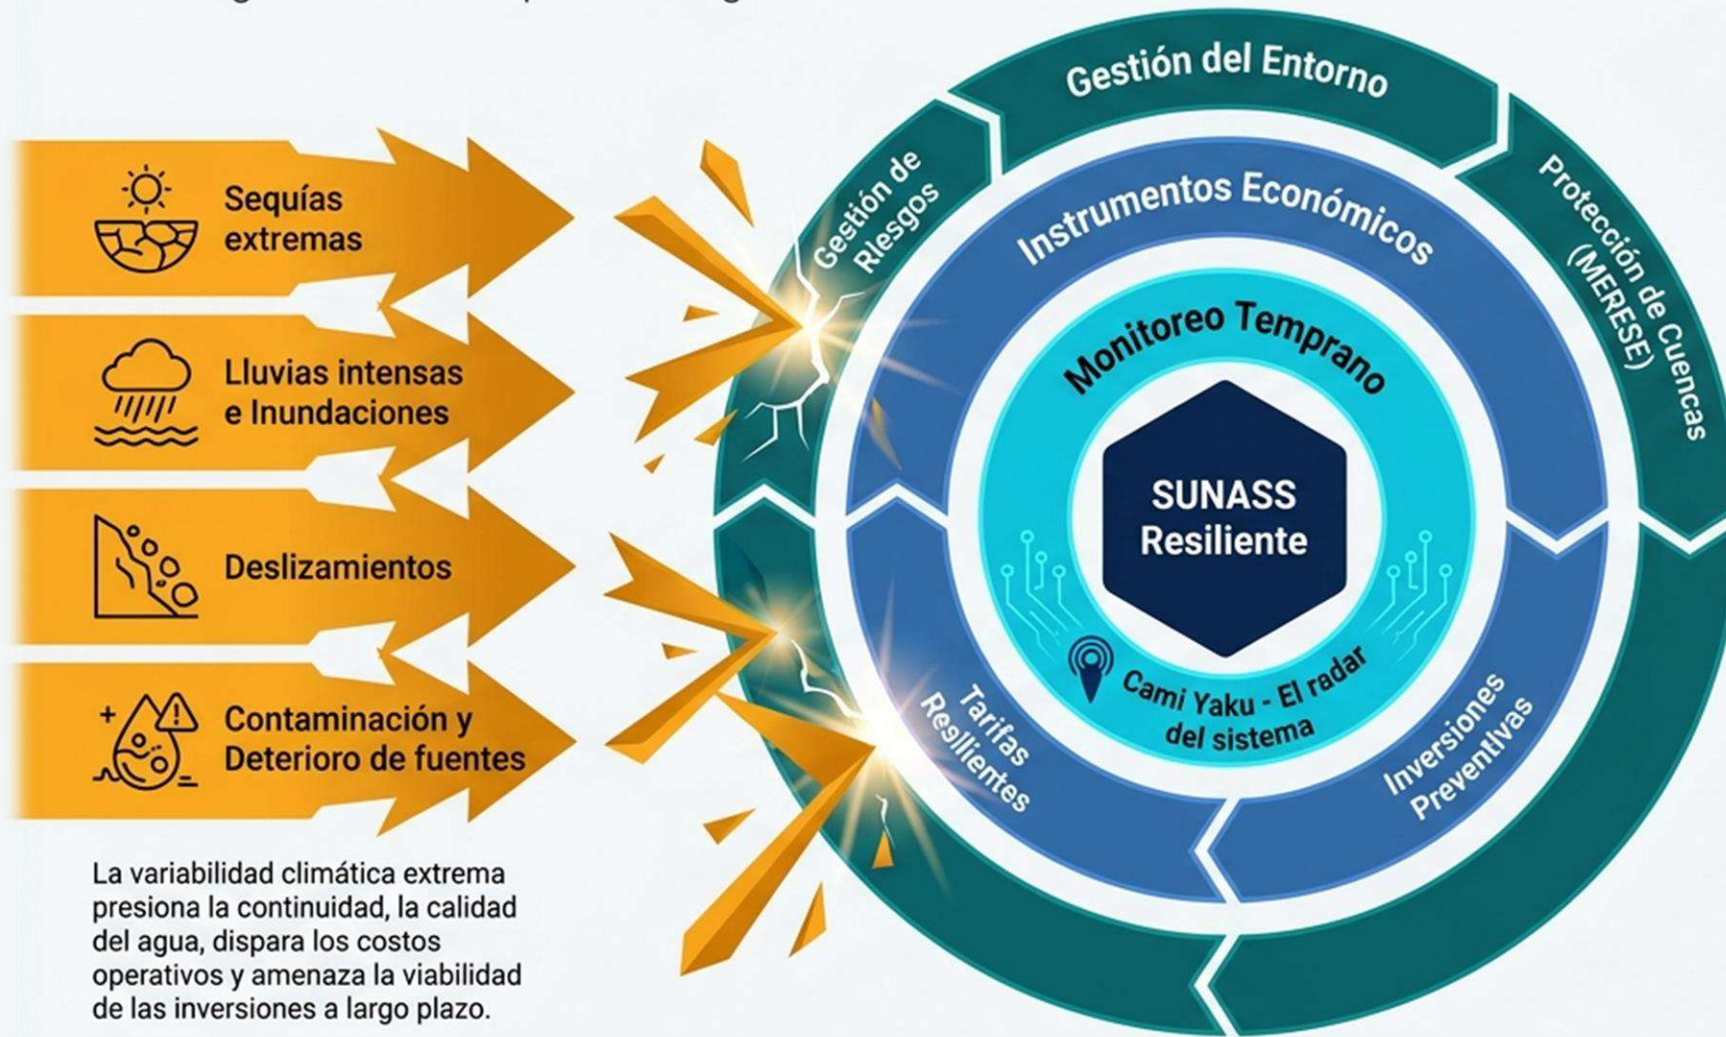 Sequías
extremas
Lluvias intensas
e Inundaciones
Deslizamientos
Contaminación y
Deterioro de fuentes
La variabilidad climática extrema
presiona la continuidad, la calidad
del agua, dispara los costos
operativos y amenaza la viabilidad
de las inversiones a largo plazo.
Gestión del Entorno
Gestión de
RIesgos
Protección de Cuencas
(MERESE)
Instrumentos Económicos
Tarifas
Reslientes
Inversiones
Preventivas
Monitoreo Temprano
Cami Yaku - El radar
del sistema
SUNASS
Resiliente